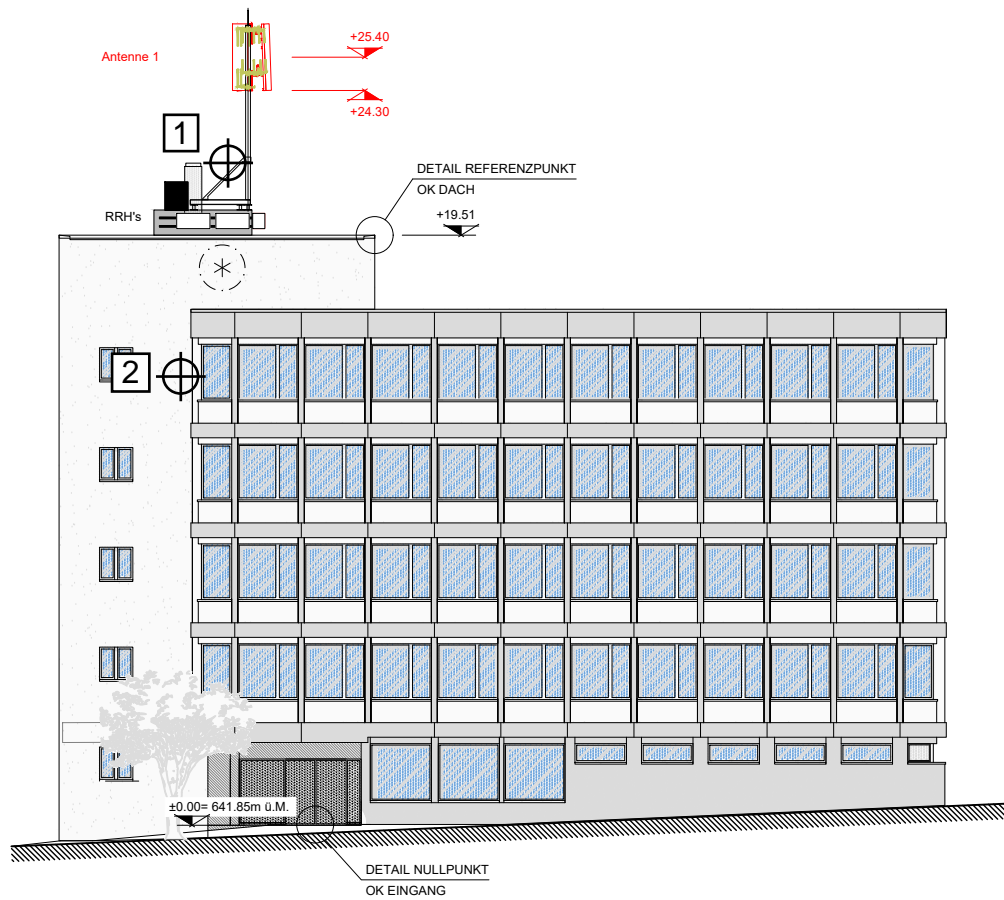 +25.40
Antenne 1
+24.30
1
DETAIL REFERENZPUNKT
OK DACH
RRH's
+19.51
2
±0.00= 641.85m ü.M.
DETAIL NULLPUNKT
OK EINGANG